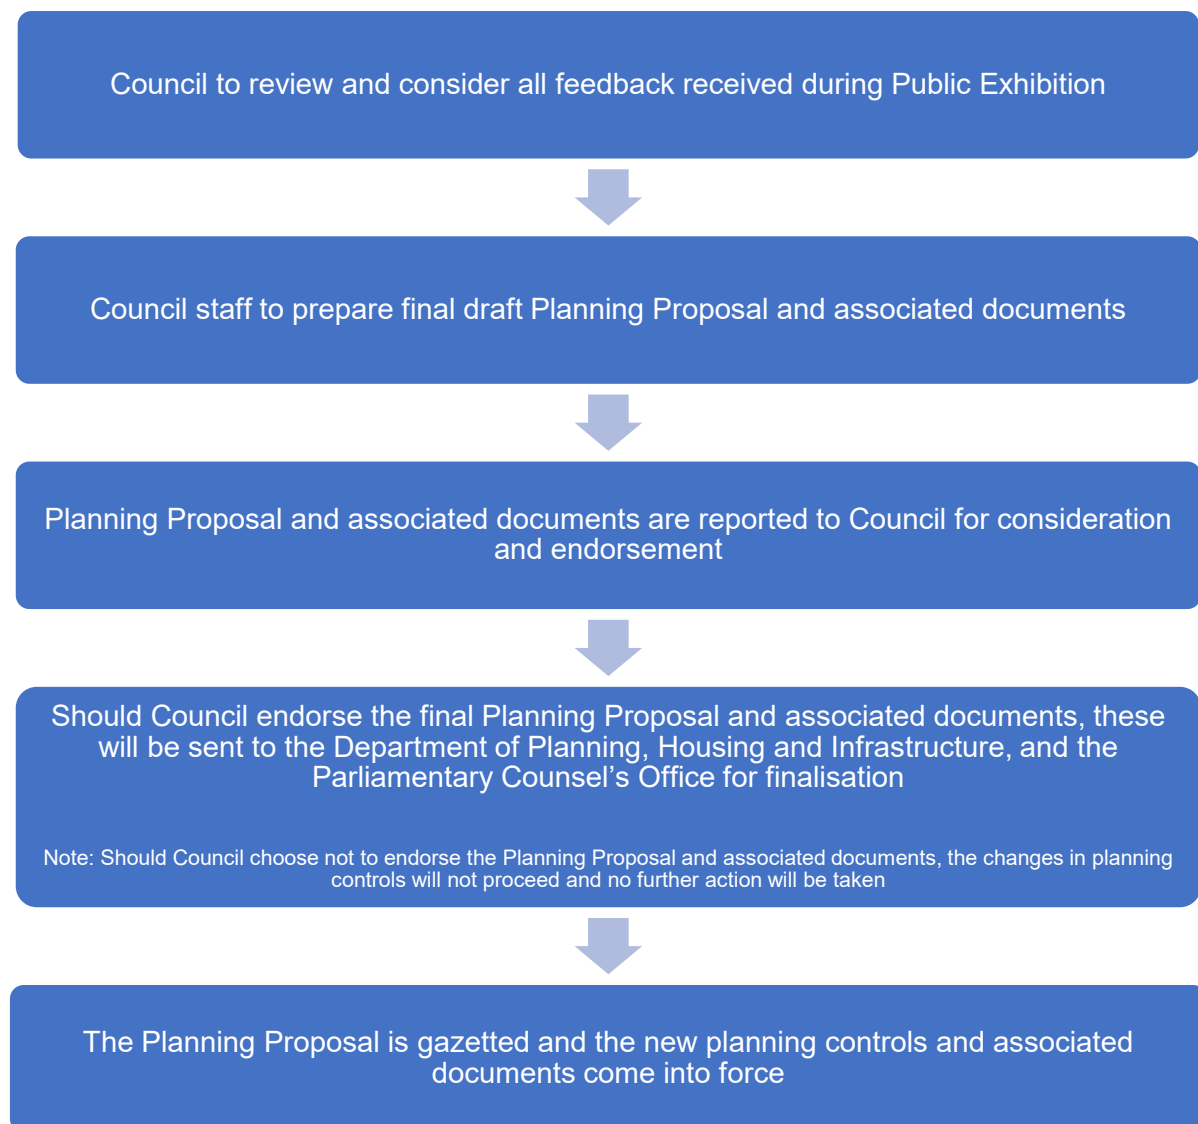 Council to review and consider all feedback received during Public Exhibition
Council staff to prepare final draft Planning Proposal and associated documents
Planning Proposal and associated documents are reported to Council for consideration
and endorsement
Should Council endorse the final Planning Proposal and associated documents, these
will be sent to the Department of Planning, Housing and Infrastructure, and the
Parliamentary Counsel’s Office for finalisation
Note: Should Council choose not to endorse the Planning Proposal and associated documents, the changes in planning
controls will not proceed and no further action will be taken
The Planning Proposal is gazetted and the new planning controls and associated
documents come into force